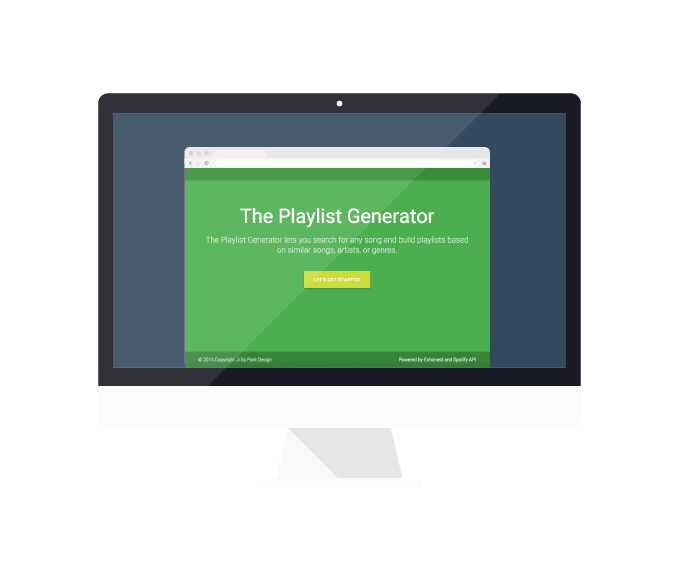 The Playlist Generator
The Playlist Generator lets you search for any song and build playlists based
on similar songs, artists, or genres.
LET'S GET STARTED
© 2015 Copyright Ji Su Park Design
Powered by Echonest and Spotify API